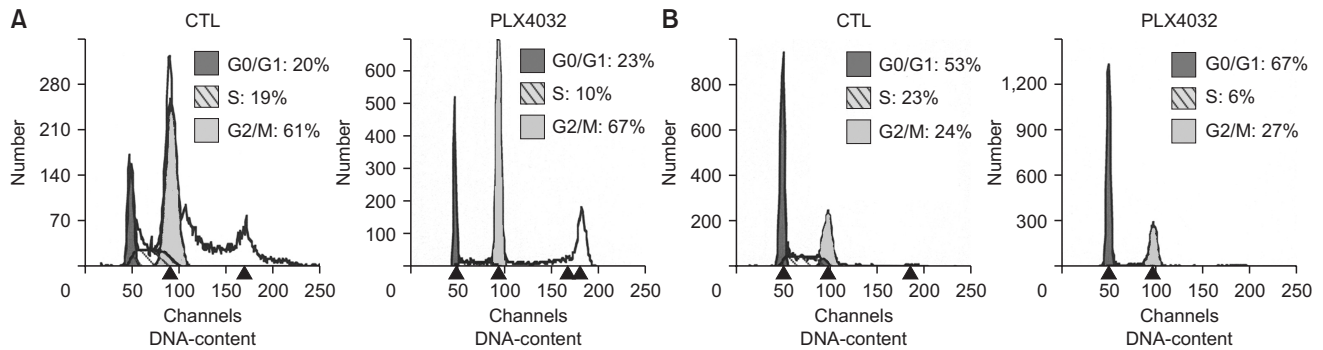 A
CTL
Number
280
210
140
70
0
50
100
150
200
250
G0/G1: 20%
S: 19%
G2/M: 61%
Channels
DNA-content
PLX4032
Number
600
500
400
300
200
100
0
50
100
150
200
250
G0/G1: 23%
S: 10%
G2/M: 67%
Channels
DNA-content
B
CTL
Number
800
600
400
200
0
50
100
150
200
250
G0/G1: 53%
S: 23%
G2/M: 24%
Channels
DNA-content
PLX4032
Number
1,200
900
600
300
0
50
100
150
200
250
G0/G1: 67%
S: 6%
G2/M: 27%
Channels
DNA-content